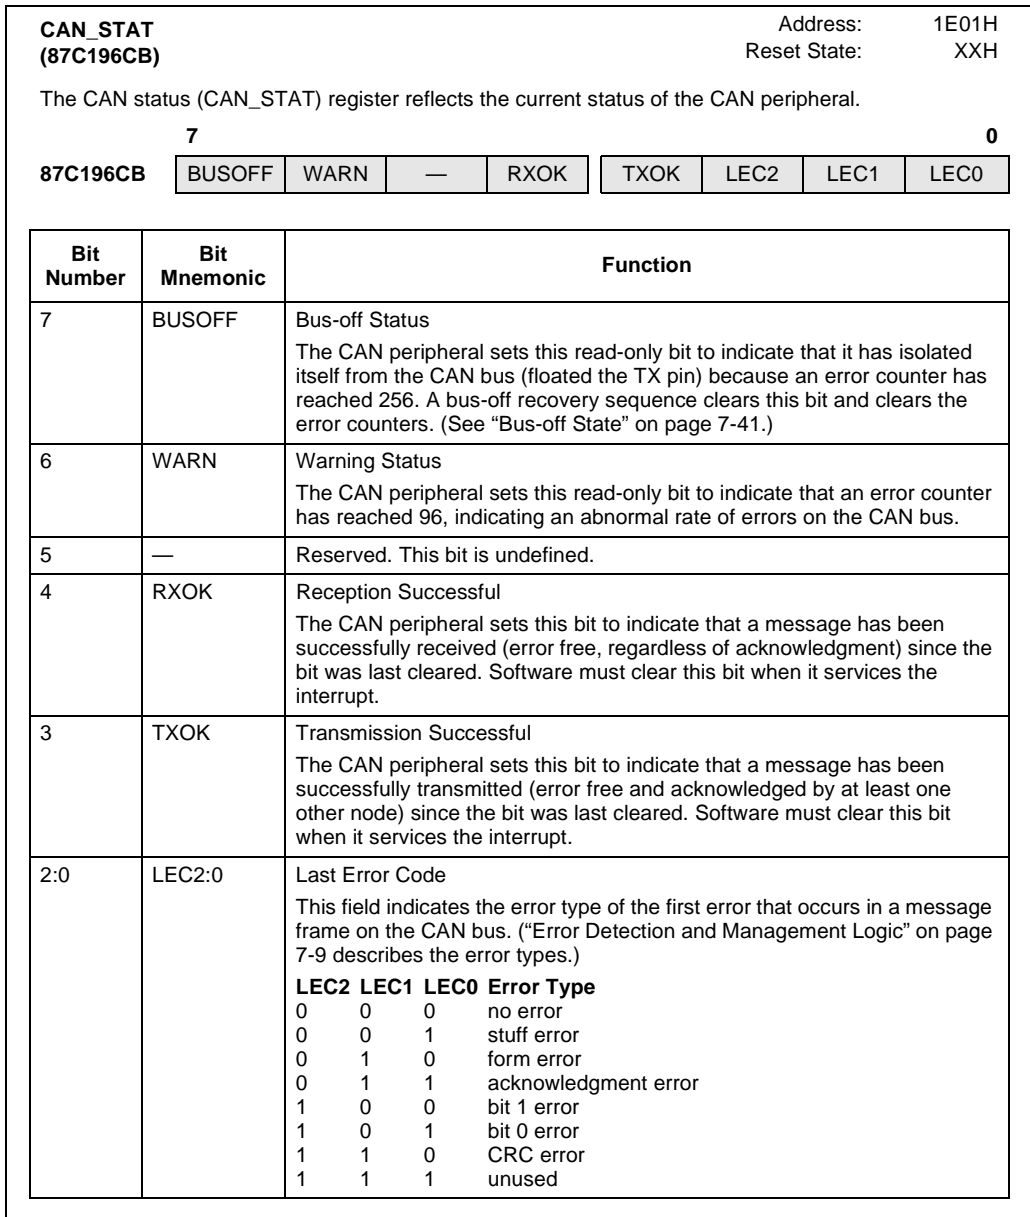 CAN_STAT Address: 1E01H
(87C196CB) Reset State: XXH
The CAN status (CAN_STAT) register reflects the current status of the CAN peripheral.
7 0
87C196CB BUSOFF WARN — RXOK TXOK LEC2 LEC1 LEC0
Bit Number Bit Mnemonic Function
7 BUSOFF Bus-off Status
The CAN peripheral sets this read-only bit to indicate that it has isolated
itself from the CAN bus (floated the TX pin) because an error counter has
reached 256. A bus-off recovery sequence clears this bit and clears the
error counters. (See “Bus-off State” on page 7-41.)
6 WARN Warning Status
The CAN peripheral sets this read-only bit to indicate that an error counter
has reached 96, indicating an abnormal rate of errors on the CAN bus.
5 — Reserved. This bit is undefined.
4 RXOK Reception Successful
The CAN peripheral sets this bit to indicate that a message has been
successfully received (error free, regardless of acknowledgment) since the
bit was last cleared. Software must clear this bit when it services the
interrupt.
3 TXOK Transmission Successful
The CAN peripheral sets this bit to indicate that a message has been
successfully transmitted (error free and acknowledged by at least one
other node) since the bit was last cleared. Software must clear this bit
when it services the interrupt.
2:0 LEC2:0 Last Error Code
This field indicates the error type of the first error that occurs in a message
frame on the CAN bus. (“Error Detection and Management Logic” on page
7-9 describes the error types.)
LEC2 LEC1 LEC0 Error Type
0 0 0 no error
0 0 1 stuff error
0 1 0 form error
0 1 1 acknowledgment error
1 0 0 bit 1 error
1 0 1 bit 0 error
1 1 0 CRC error
1 1 1 unused